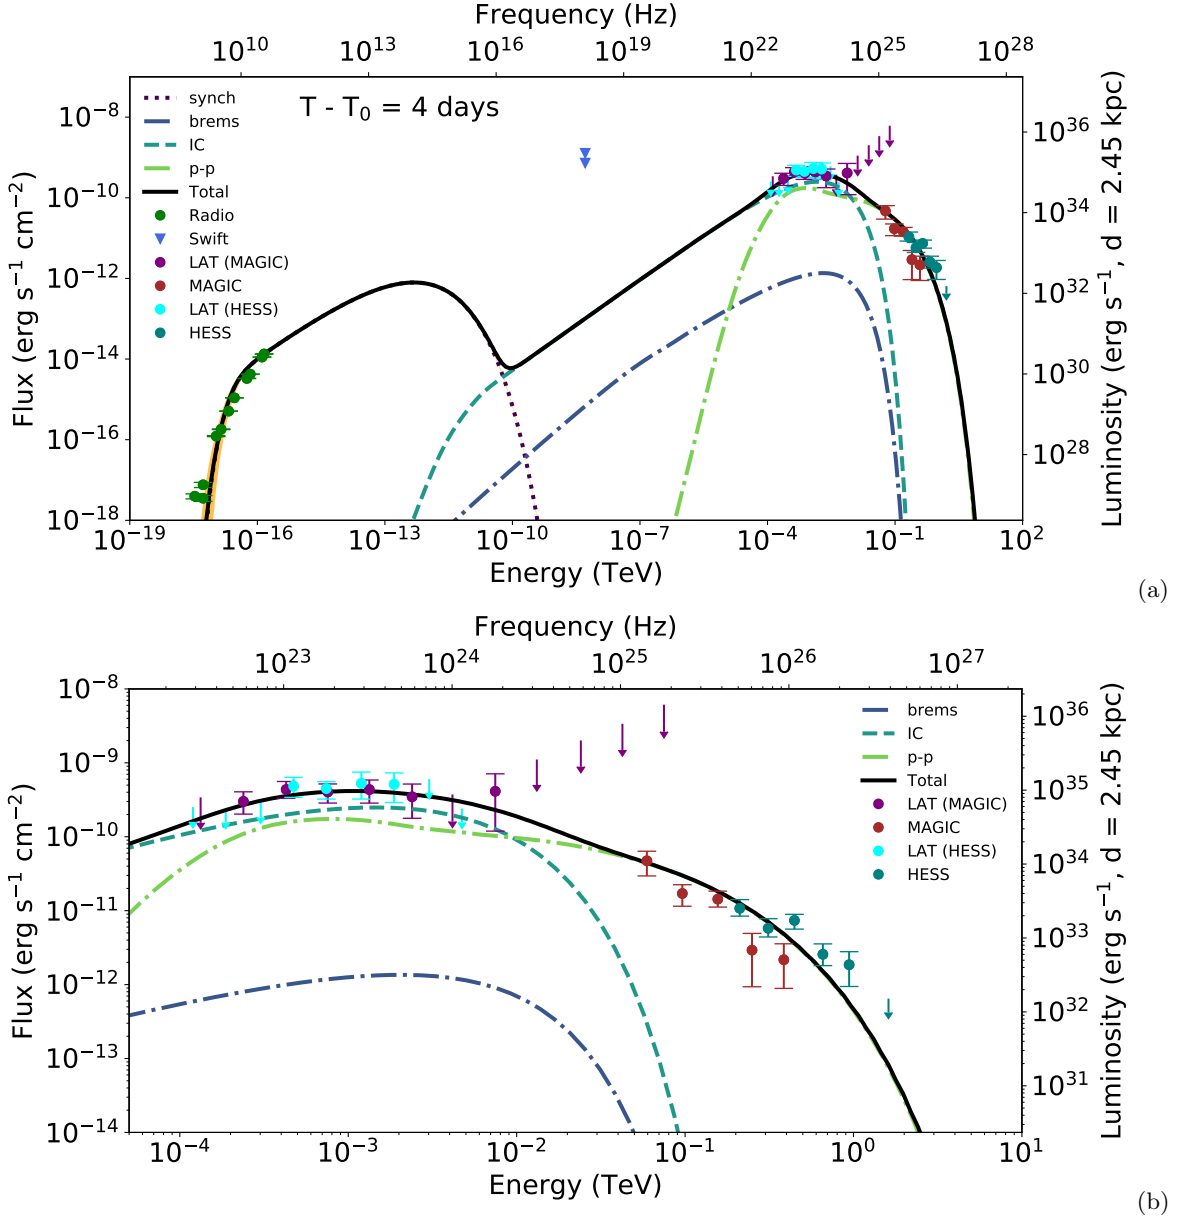 Frequency (Hz)
10^10 10^13 10^16 10^19 10^22 10^25 10^28
T - T_0 = 4 days
synch
brems
IC
p-p
Total
Radio
Swift
LAT (MAGIC)
MAGIC
LAT (HESS)
HESS
Flux (erg s^−1 cm^−2)
10^−8
10^−10
10^−12
10^−14
10^−16
10^−18
Luminosity (erg s^−1, d = 2.45 kpc)
10^36
10^34
10^32
10^30
10^28
10^−19 10^−16 10^−13 10^−10 10^−7 10^−4 10^−1 10^2
Energy (TeV)
(a)
Frequency (Hz)
10^23 10^24 10^25 10^26 10^27
brems
IC
p-p
Total
LAT (MAGIC)
MAGIC
LAT (HESS)
HESS
Flux (erg s^−1 cm^−2)
10^−8
10^−9
10^−10
10^−11
10^−12
10^−13
10^−14
Luminosity (erg s^−1, d = 2.45 kpc)
10^36
10^35
10^34
10^33
10^32
10^31
10^−4 10^−3 10^−2 10^−1 10^0 10^1
Energy (TeV)
(b)